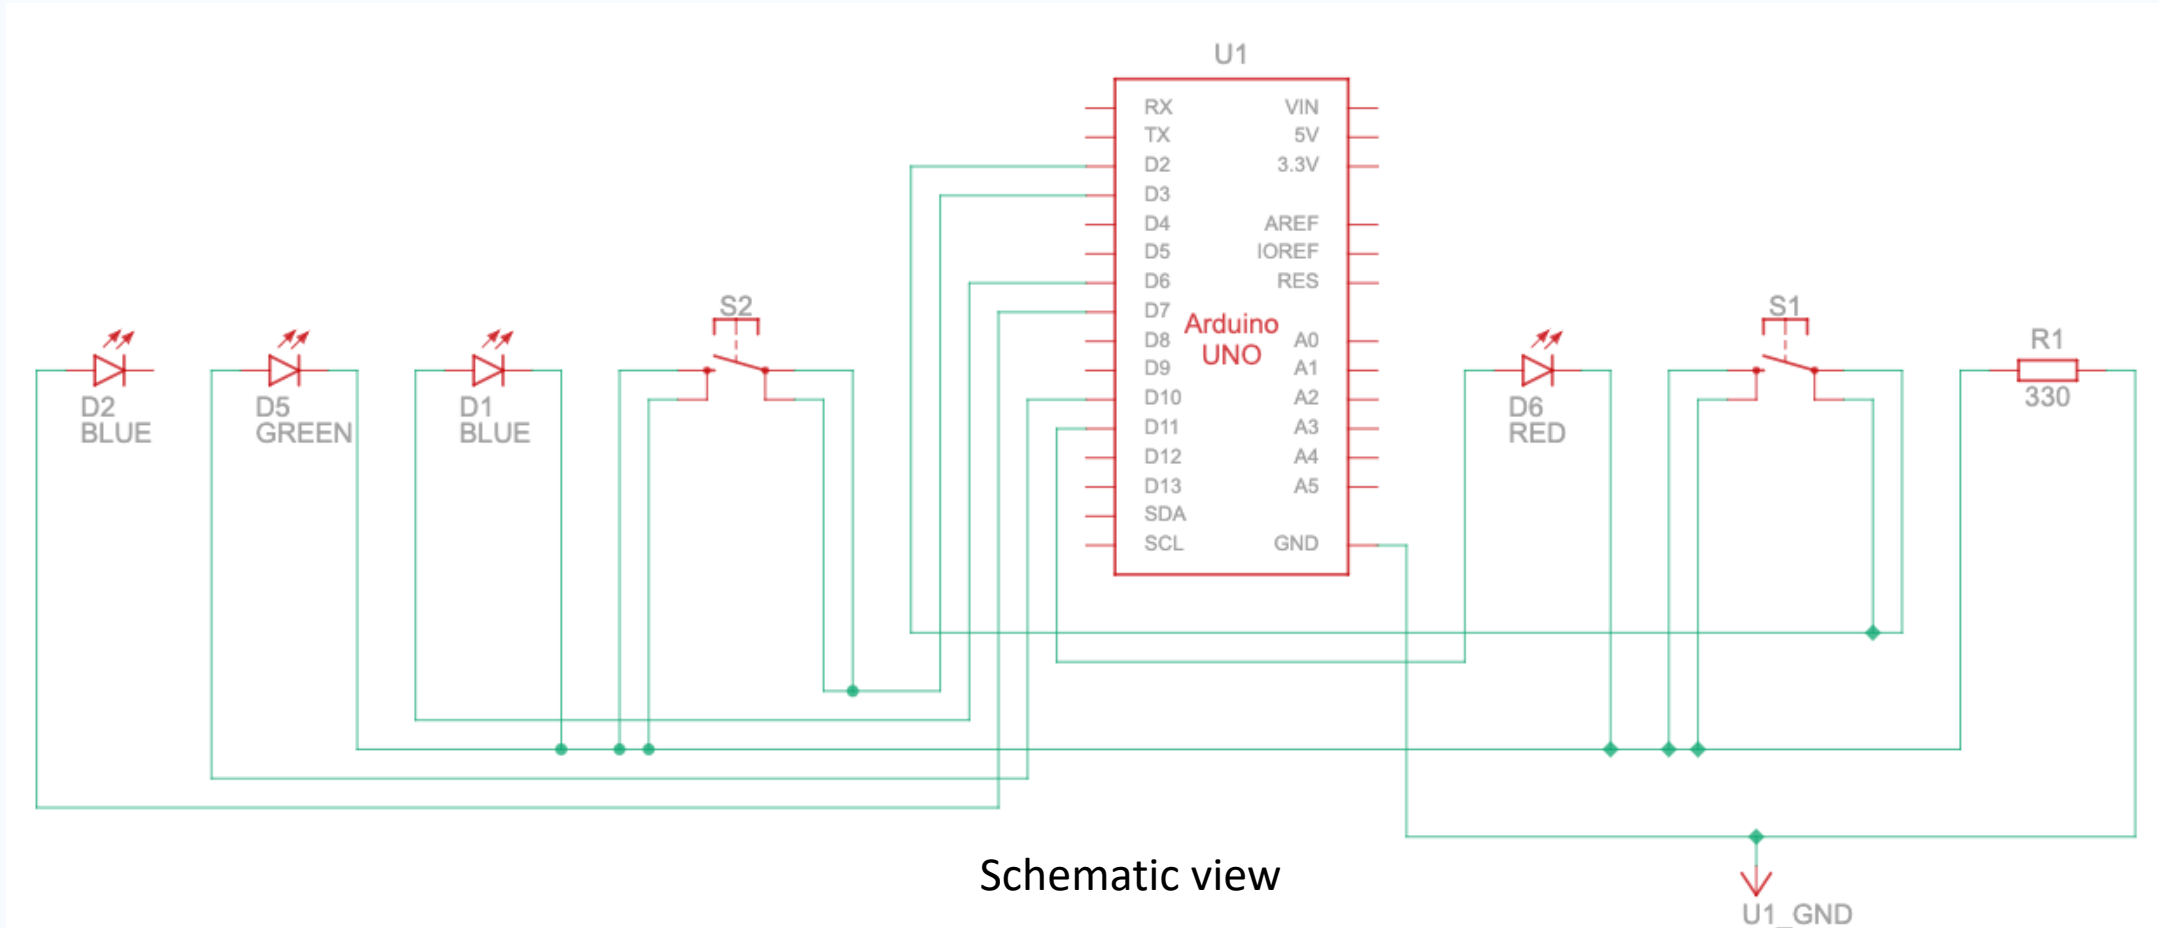 U1
RX VIN
TX 5V
D2 3.3V
D3
D4 AREF
D5 IOREF
D6 RES
D7
Arduino
UNO
D8 A0
D9 A1
D10 A2
D11 A3
D12 A4
D13 A5
SDA
SCL GND
D2
BLUE
D5
GREEN
D1
BLUE
S2
D6
RED
S1
R1
330
Schematic view
U1_GND